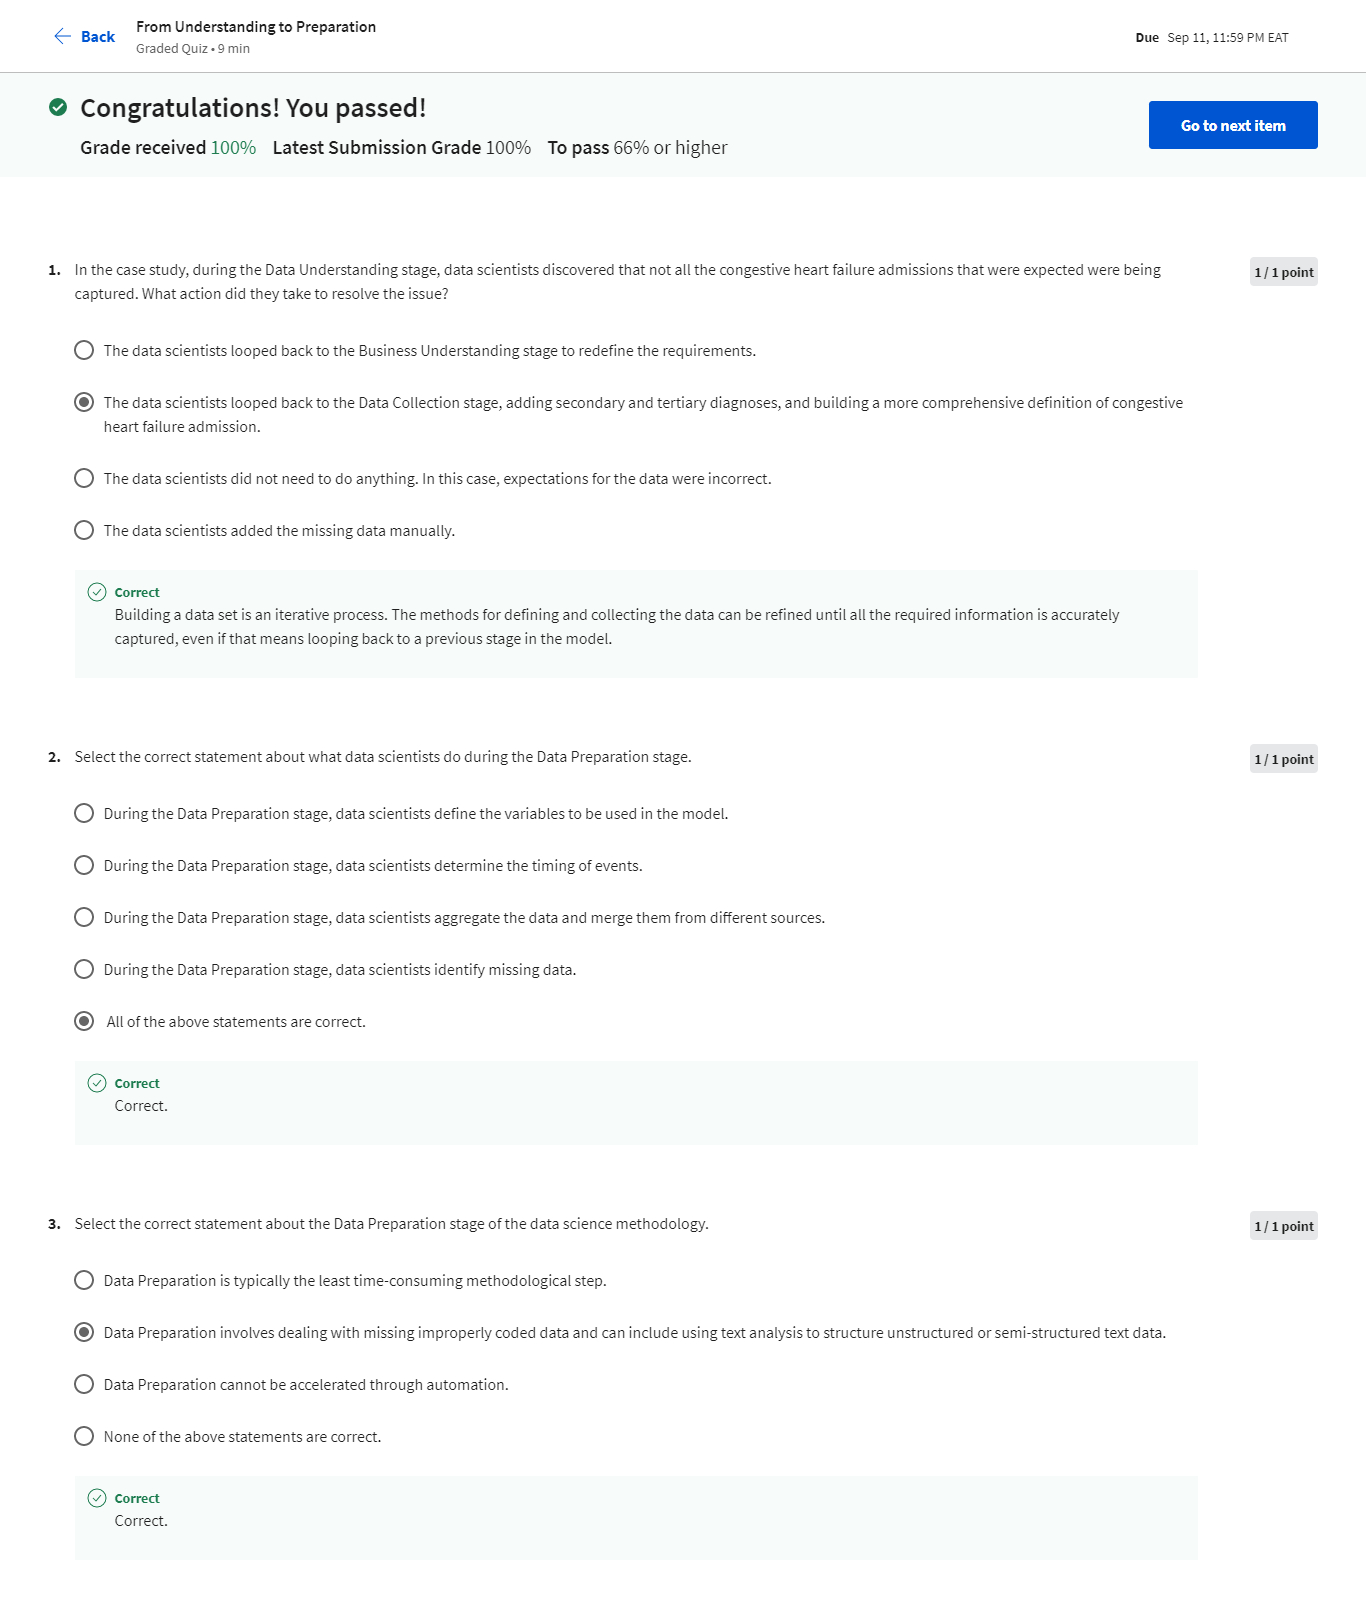 Back
From Understanding to Preparation
Graded Quiz • 9 min
Due Sep 11, 11:59 PM EAT
Congratulations! You passed!
Grade received 100% Latest Submission Grade 100% To pass 66% or higher
Go to next item
1. In the case study, during the Data Understanding stage, data scientists discovered that not all the congestive heart failure admissions that were expected were being
captured. What action did they take to resolve the issue?
1 / 1 point
The data scientists looped back to the Business Understanding stage to redefine the requirements.
The data scientists looped back to the Data Collection stage, adding secondary and tertiary diagnoses, and building a more comprehensive definition of congestive
heart failure admission.
The data scientists did not need to do anything. In this case, expectations for the data were incorrect.
The data scientists added the missing data manually.
Correct
Building a data set is an iterative process. The methods for defining and collecting the data can be refined until all the required information is accurately
captured, even if that means looping back to a previous stage in the model.
2. Select the correct statement about what data scientists do during the Data Preparation stage.
1 / 1 point
During the Data Preparation stage, data scientists define the variables to be used in the model.
During the Data Preparation stage, data scientists determine the timing of events.
During the Data Preparation stage, data scientists aggregate the data and merge them from different sources.
During the Data Preparation stage, data scientists identify missing data.
All of the above statements are correct.
Correct
Correct.
3. Select the correct statement about the Data Preparation stage of the data science methodology.
1 / 1 point
Data Preparation is typically the least time-consuming methodological step.
Data Preparation involves dealing with missing improperly coded data and can include using text analysis to structure unstructured or semi-structured text data.
Data Preparation cannot be accelerated through automation.
None of the above statements are correct.
Correct
Correct.